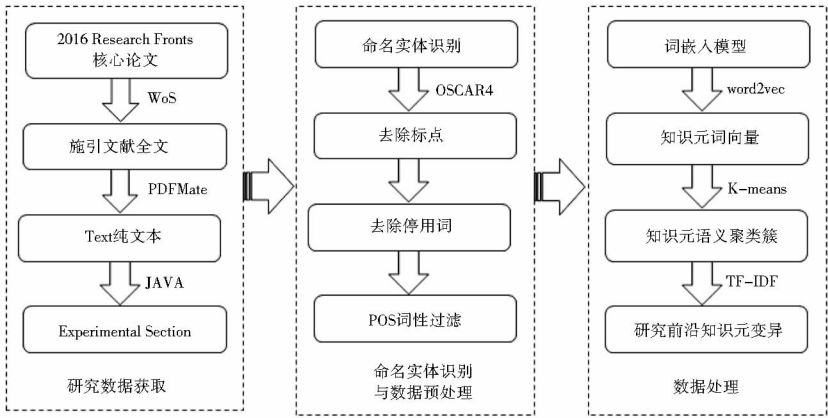 2016 Research Fronts
核心论文
WoS
施引文献全文
PDFMate
Text纯文本
JAVA
Experimental Section
研究数据获取
命名实体识别
OSCAR4
去除标点
去除停用词
POS词性过滤
命名实体识别
与数据预处理
词嵌入模型
word2vec
知识元词向量
K-means
知识元语义聚类簇
TF-IDF
研究前沿知识元变异
数据处理